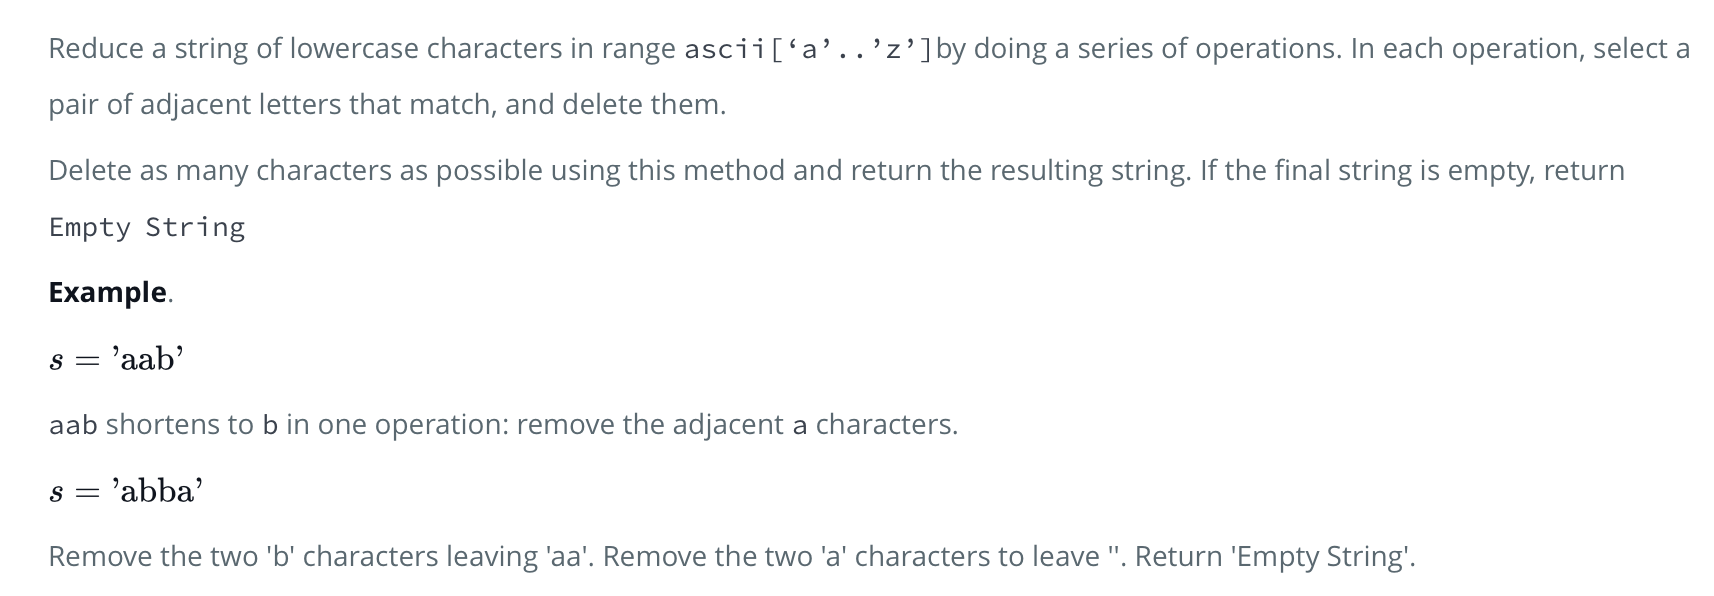 Reduce a string of lowercase characters in range ascii[‘a’..’z’]by doing a series of operations. In each operation, select a
pair of adjacent letters that match, and delete them.
Delete as many characters as possible using this method and return the resulting string. If the final string is empty, return
Empty String
Example.
s = ’aab’
aab shortens to b in one operation: remove the adjacent a characters.
s = ’abba’
Remove the two 'b' characters leaving 'aa'. Remove the two 'a' characters to leave ''. Return 'Empty String'.